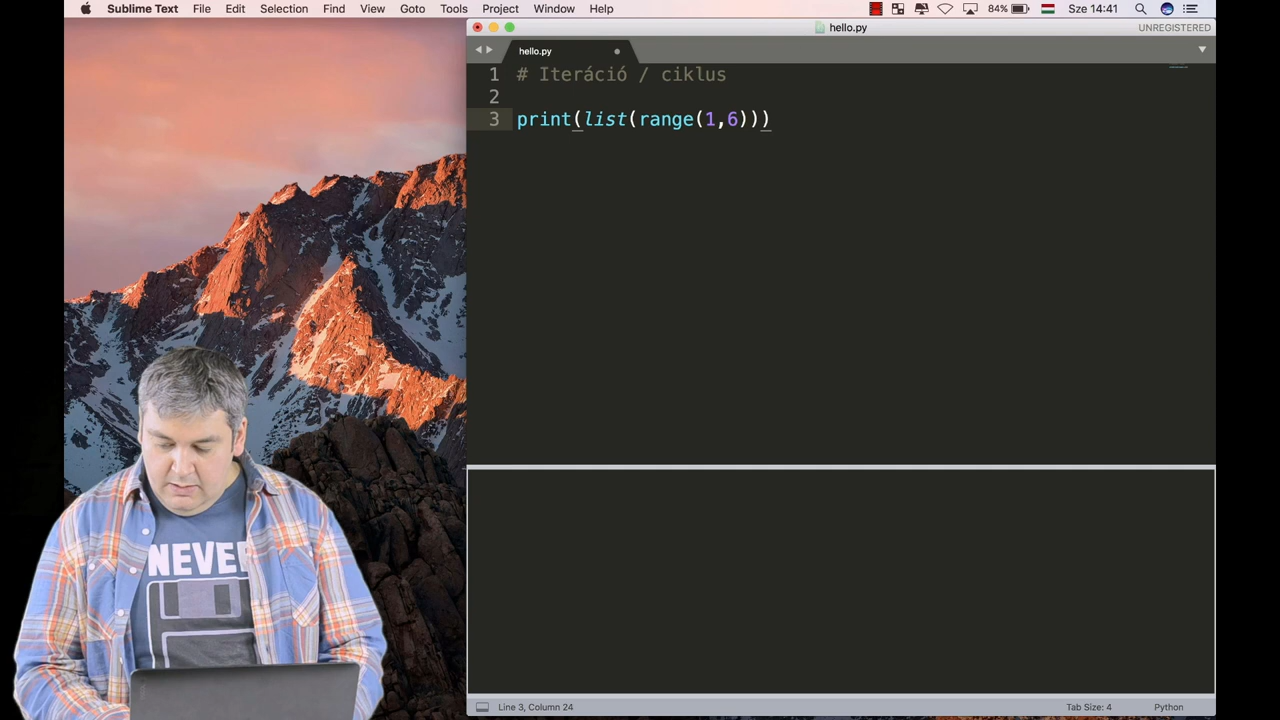 Sublime Text File Edit Selection Find View Goto Tools Project Window Help 84% Sze 14:41
hello.py UNREGISTERED
hello.py
1 # Iteráció / ciklus
2
3 print(list(range(1,6)))
NEVE
Line 3, Column 24 Tab Size: 4 Python